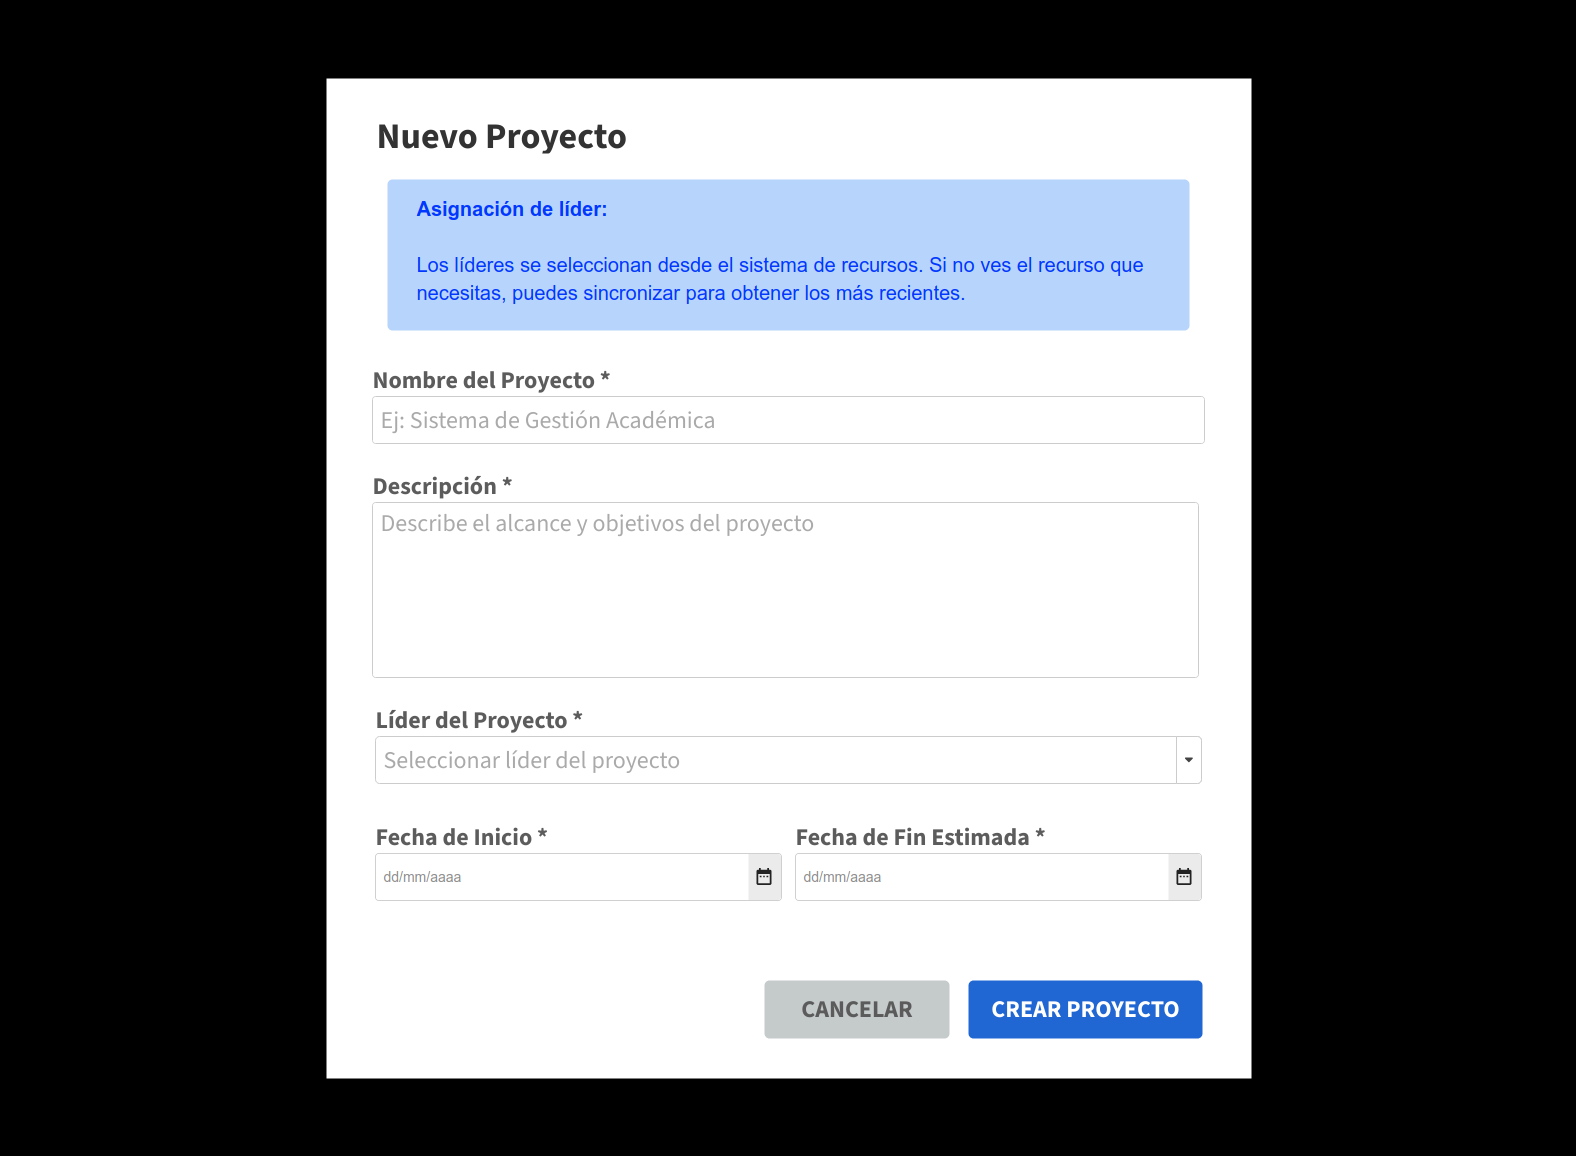 Nuevo Proyecto
Asignación de líder:
Los líderes se seleccionan desde el sistema de recursos. Si no ves el recurso que
necesitas, puedes sincronizar para obtener los más recientes.
Nombre del Proyecto *
Ej: Sistema de Gestión Académica
Descripción *
Describe el alcance y objetivos del proyecto
Líder del Proyecto *
Seleccionar líder del proyecto
Fecha de Inicio *
dd/mm/aaaa
Fecha de Fin Estimada *
dd/mm/aaaa
CANCELAR
CREAR PROYECTO